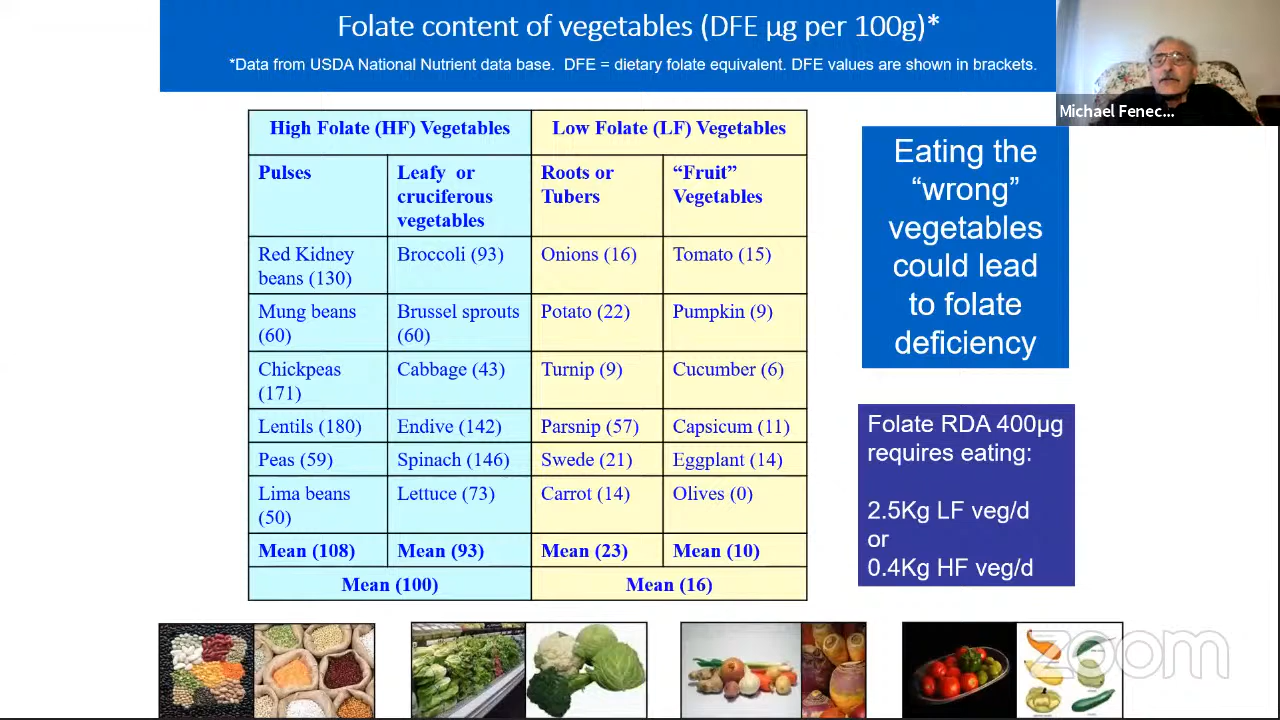 Folate content of vegetables (DFE µg per 100g)*
*Data from USDA National Nutrient data base.  DFE = dietary folate equivalent. DFE values are shown in brackets.
Michael Fenec...
High Folate (HF) Vegetables
Low Folate (LF) Vegetables
Pulses
Leafy or
cruciferous
vegetables
Roots or
Tubers
“Fruit”
Vegetables
Red Kidney
beans (130)
Broccoli (93)
Onions (16)
Tomato (15)
Mung beans
(60)
Brussel sprouts
(60)
Potato (22)
Pumpkin (9)
Chickpeas
(171)
Cabbage (43)
Turnip (9)
Cucumber (6)
Lentils (180)
Endive (142)
Parsnip (57)
Capsicum (11)
Peas (59)
Spinach (146)
Swede (21)
Eggplant (14)
Lima beans
(50)
Lettuce (73)
Carrot (14)
Olives (0)
Mean (108)
Mean (93)
Mean (23)
Mean (10)
Mean (100)
Mean (16)
Eating the
“wrong”
vegetables
could lead
to folate
deficiency
Folate RDA 400µg
requires eating:
2.5Kg LF veg/d
or
0.4Kg HF veg/d
zoom